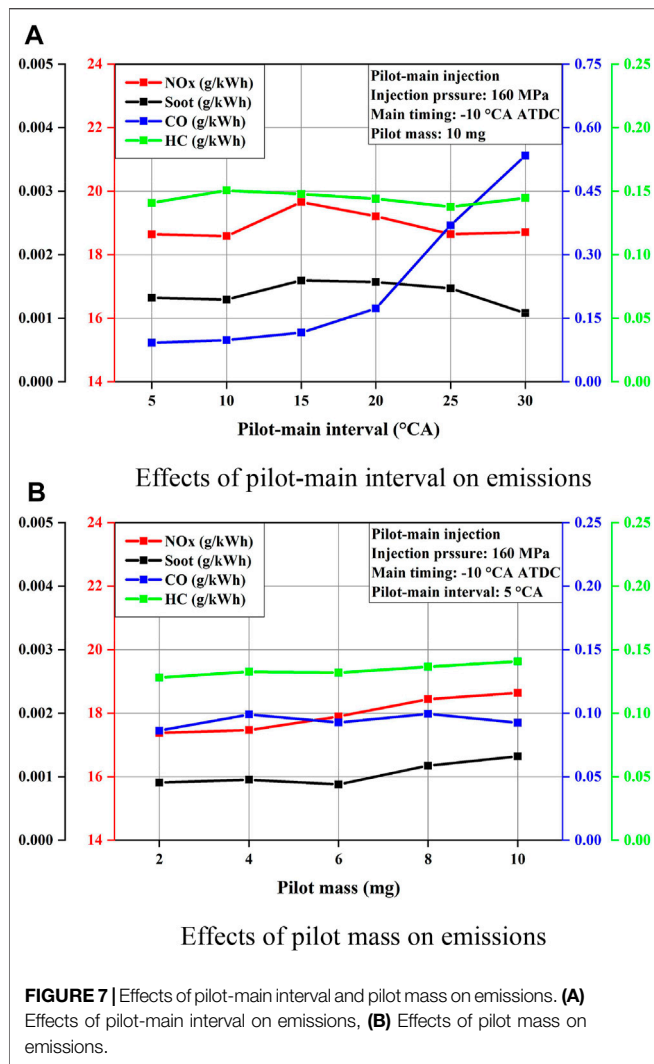 A
0.005
0.004
0.003
0.002
0.001
0.000
24
22
20
18
16
14
NOx (g/kWh)
Soot (g/kWh)
CO (g/kWh)
HC (g/kWh)
Pilot-main injection
Injection prssure: 160 MPa
Main timing: -10 °CA ATDC
Pilot mass: 10 mg
0.75
0.60
0.45
0.30
0.15
0.00
0.25
0.20
0.15
0.10
0.05
0.00
5 10 15 20 25 30
Pilot-main interval (°CA)
Effects of pilot-main interval on emissions
B
0.005
0.004
0.003
0.002
0.001
0.000
24
22
20
18
16
14
NOx (g/kWh)
Soot (g/kWh)
CO (g/kWh)
HC (g/kWh)
Pilot-main injection
Injection prssure: 160 MPa
Main timing: -10 °CA ATDC
Pilot-main interval: 5 °CA
0.25
0.20
0.15
0.10
0.05
0.00
0.25
0.20
0.15
0.10
0.05
0.00
2 4 6 8 10
Pilot mass (mg)
Effects of pilot mass on emissions
FIGURE 7 | Effects of pilot-main interval and pilot mass on emissions. (A)
Effects of pilot-main interval on emissions, (B) Effects of pilot mass on
emissions.